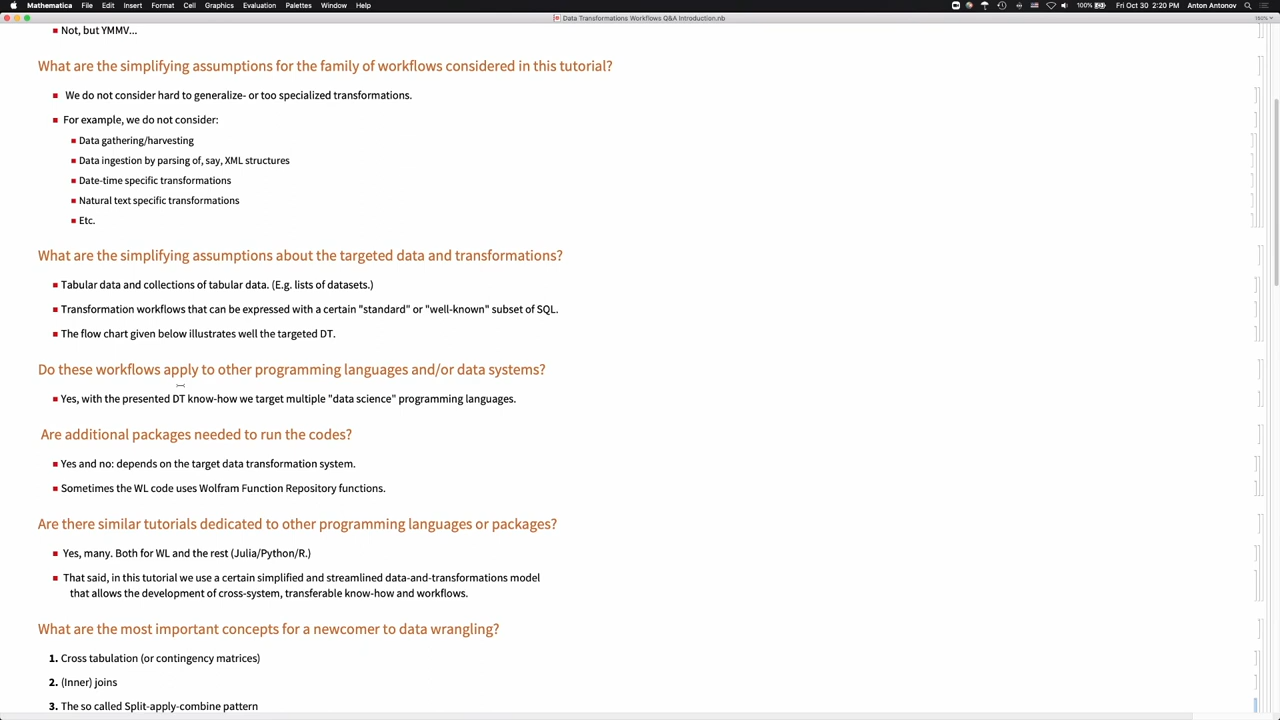 Mathematica File Edit Insert Format Cell Graphics Evaluation Palettes Window Help 100% Fri Oct 30 2:20 PM Anton Antonov
Data Transformations Workflows Q&A Introduction.nb
Not, but YMMV...
What are the simplifying assumptions for the family of workflows considered in this tutorial?
We do not consider hard to generalize- or too specialized transformations.
For example, we do not consider:
Data gathering/harvesting
Data ingestion by parsing of, say, XML structures
Date-time specific transformations
Natural text specific transformations
Etc.
What are the simplifying assumptions about the targeted data and transformations?
Tabular data and collections of tabular data. (E.g. lists of datasets.)
Transformation workflows that can be expressed with a certain "standard" or "well-known" subset of SQL.
The flow chart given below illustrates well the targeted DT.
Do these workflows apply to other programming languages and/or data systems?
Yes, with the presented DT know-how we target multiple "data science" programming languages.
Are additional packages needed to run the codes?
Yes and no: depends on the target data transformation system.
Sometimes the WL code uses Wolfram Function Repository functions.
Are there similar tutorials dedicated to other programming languages or packages?
Yes, many. Both for WL and the rest (Julia/Python/R.)
That said, in this tutorial we use a certain simplified and streamlined data-and-transformations model
that allows the development of cross-system, transferable know-how and workflows.
What are the most important concepts for a newcomer to data wrangling?
1. Cross tabulation (or contingency matrices)
2. (Inner) joins
3. The so called Split-apply-combine pattern